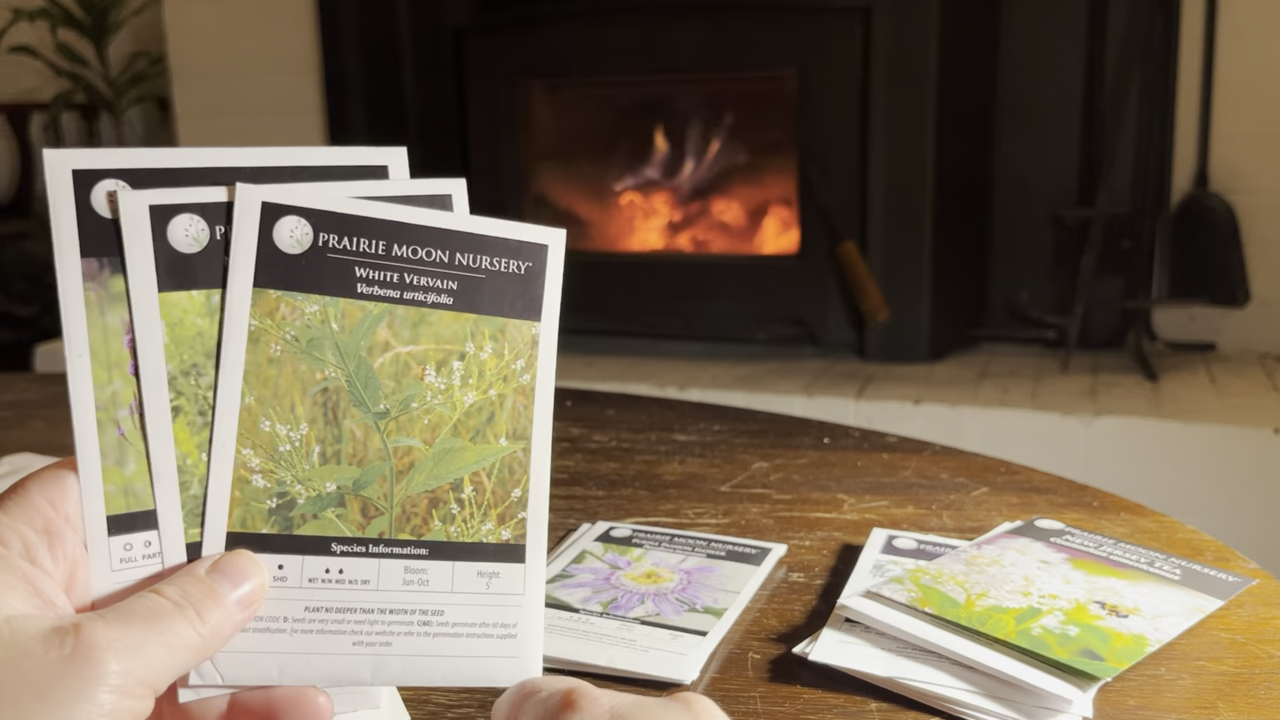 PRAIRIE MOON NURSERY
WHITE VERVAIN
Verbena urticifolia
FULL PART
Species Information:
SHD
WET W/M MED M/D DRY
Bloom:
Jun-Oct
Height:
5'
PLANT NO DEEPER THAN THE WIDTH OF THE SEED
ION CODE: D: Seeds are very small or need light to germinate. C(60): Seeds germinate after 60 days of
stratification. For more information check our website or refer to the germination instructions supplied
with your order.
PRAIRIE MOON NURSERY
PRAIRIE MOON NURSERY
NEW JERSEY TEA